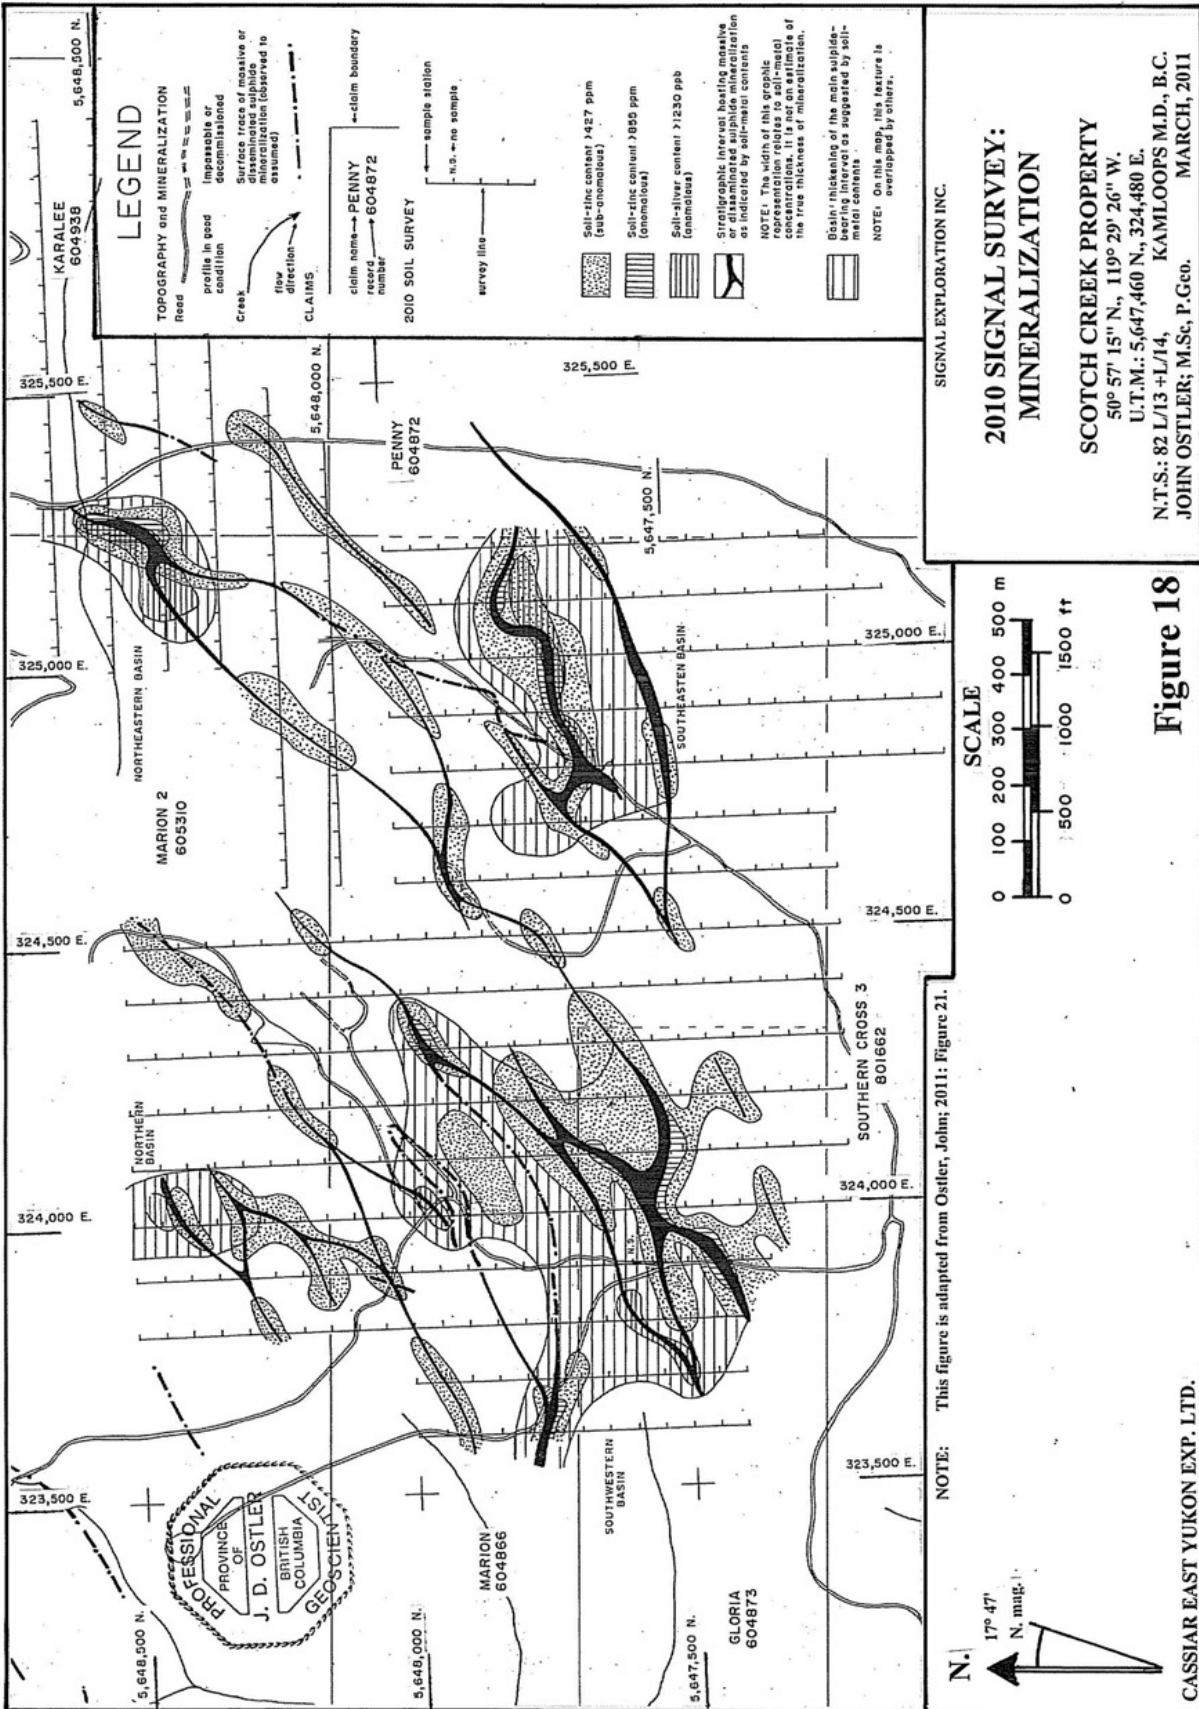 5,648,500 N.
KARALEE
604938
325,500 E.
LEGEND
TOPOGRAPHY and MINERALIZATION
Road
profile in good
condition
Impassable or
decommissioned
Creek
flow
direction
Surface trace of massive or
disseminated sulphide
mineralization (observed to
assumed)
CLAIMS
claim name → PENNY
record → 604872
number
←claim boundary
2010 SOIL SURVEY
survey line
N.S. ← no sample
sample station
Soil-zinc content >427 ppm
(sub-anomalous)
Soil-zinc content >855 ppm
(anomalous)
Soil-silver content >1230 ppb
(anomalous)
Stratigraphic interval hosting massive
or disseminated sulphide mineralization
as indicated by soil-metal contents
NOTE: The width of this graphic
representation relates to soil-metal
concentrations. It is not an estimate of
the true thickness of mineralization.
Basin: thickening of the main sulpide-
bearing interval as suggested by soil-
metal contents
NOTE: On this map, this feature is
overlapped by others.
5,648,000 N.
325,500 E.
PENNY
604872
5,647,500 N.
325,000 E.
NORTHEASTERN BASIN
MARION 2
605310
325,000 E.
SOUTHEASTERN BASIN
324,500 E.
324,500 E.
NORTHERN
BASIN
324,000 E.
N.S.
SOUTHERN CROSS 3
801662
324,000 E.
323,500 E.
PROFESSIONAL
PROVINCE
OF
J. D. OSTLER
BRITISH
COLUMBIA
GEOSCIENTIST
5,648,500 N.
MARION
604866
5,648,000 N.
SOUTHWESTERN
BASIN
GLORIA
604873
5,647,500 N.
323,500 E.
SIGNAL EXPLORATION INC.
2010 SIGNAL SURVEY:
MINERALIZATION
SCOTCH CREEK PROPERTY
50° 57' 15" N., 119° 29' 26" W.
U.T.M.: 5,647,460 N., 324,480 E.
N.T.S.: 82 L/13 +L/14, KAMLOOPS M.D., B.C.
JOHN OSTLER; M.Sc, P.Geo. MARCH, 2011
SCALE
0 100 200 300 400 500 m
0 500 1000 1500 ft
Figure 18
NOTE: This figure is adapted from Ostler, John; 2011: Figure 21.
N.
17° 47'
N. mag.
CASSIAR EAST YUKON EXP. LTD.